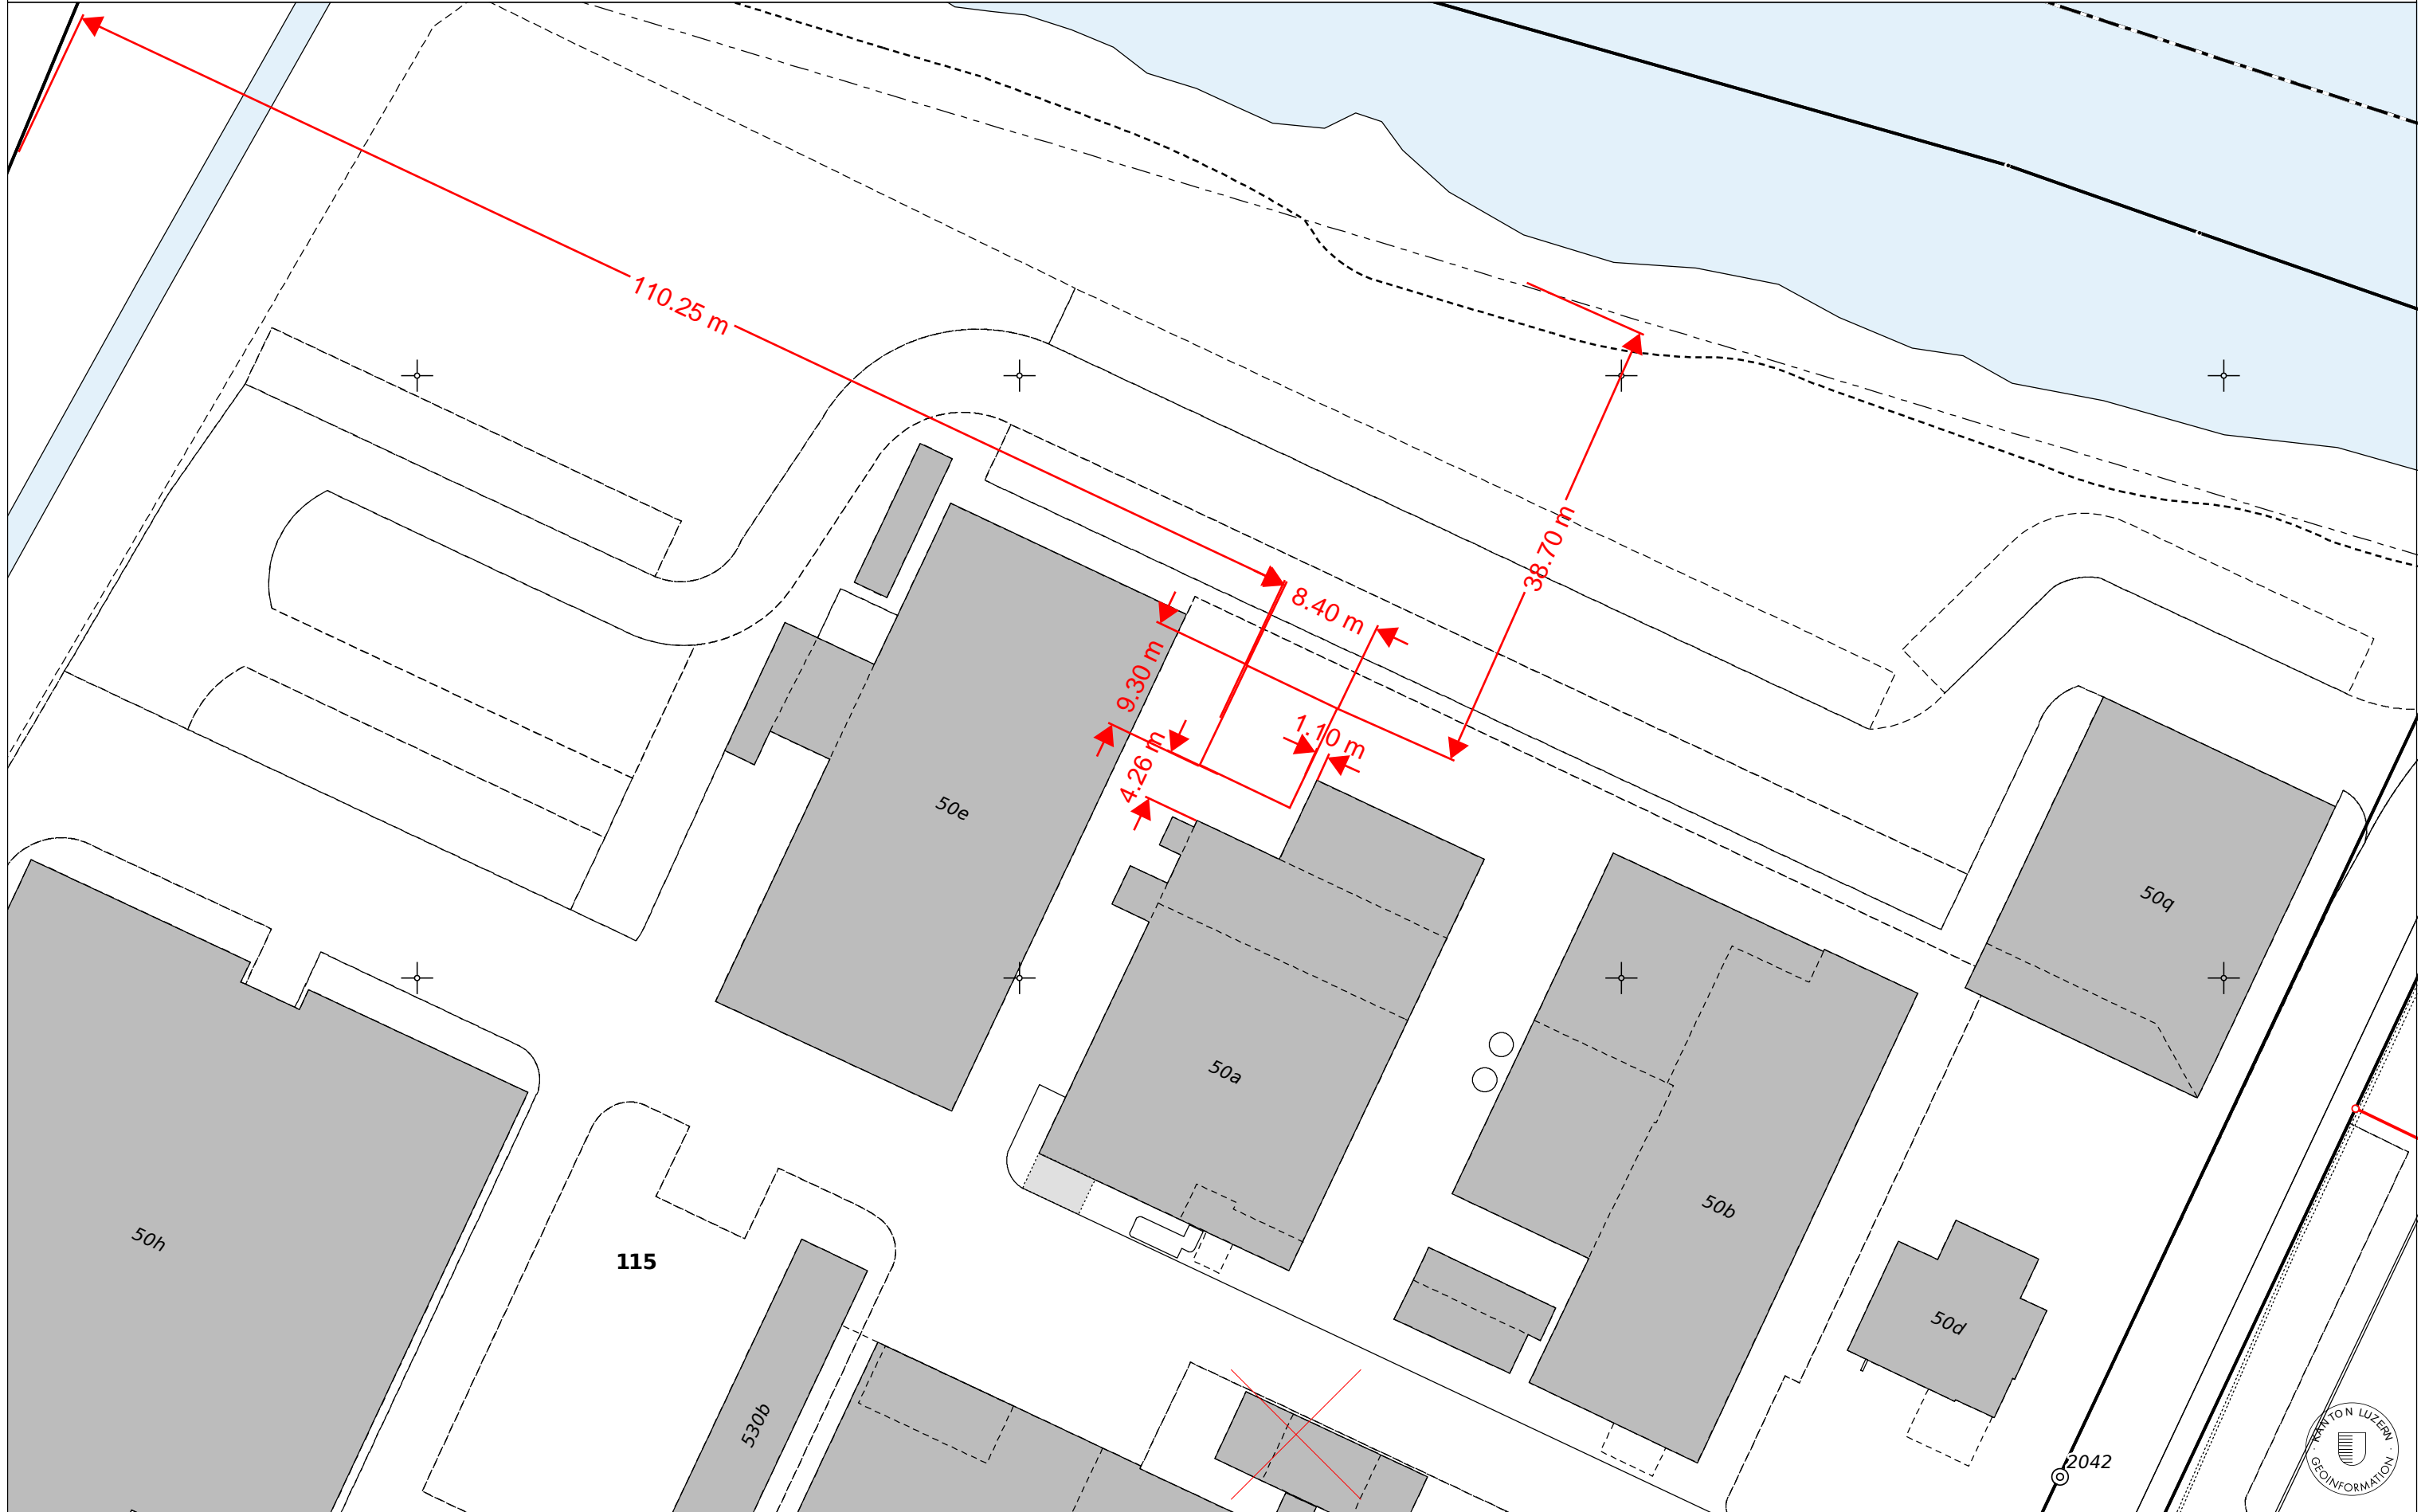 110.25 m
8.40 m
38.70 m
9.30 m
1.10 m
4.26 m
50e
50q
50a
50b
50h
115
50d
530b
2042
KANTON LUZERN
GEOINFORMATION